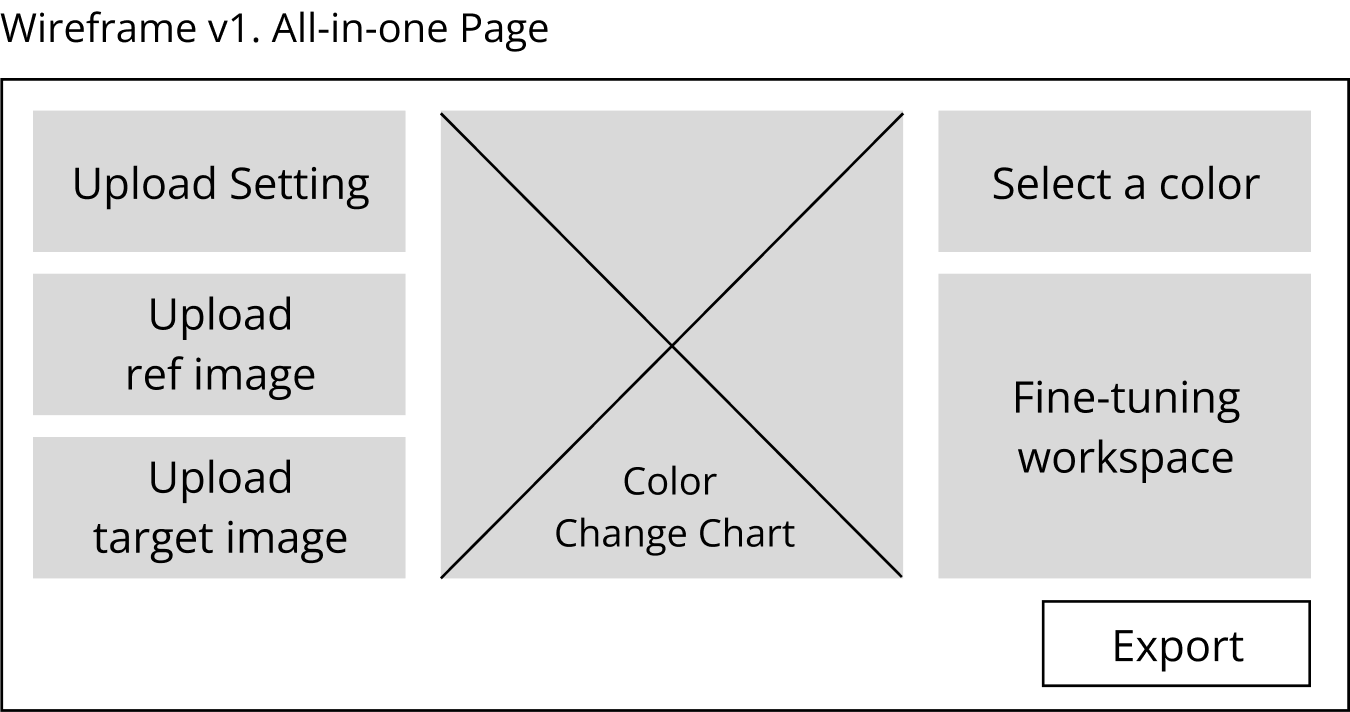 Wireframe v1. All-in-one Page
Upload Setting
Upload
ref image
Upload
target image
Color
Change Chart
Select a color
Fine-tuning
workspace
Export